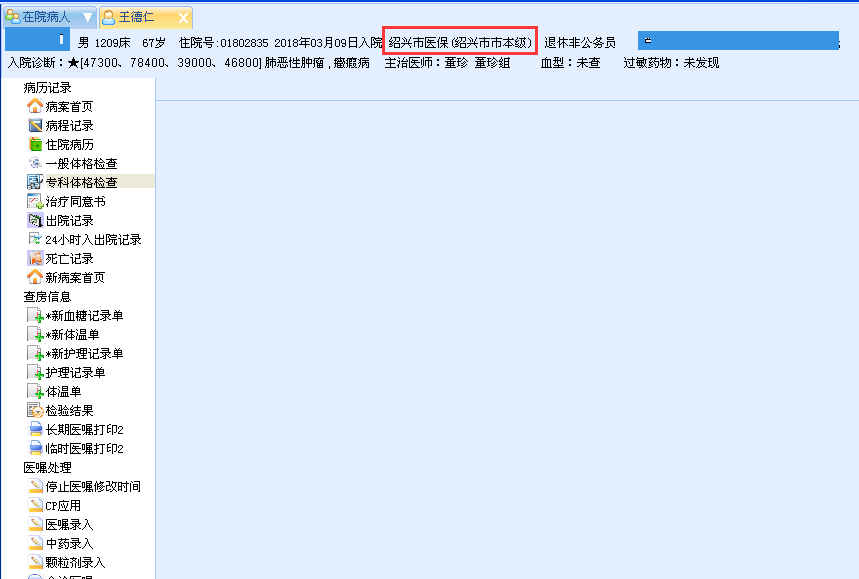 在院病人 王德仁
男 1209床 67岁 住院号:01802835 2018年03月09日入院 绍兴市医保(绍兴市市本级) 退休非公务员
入院诊断：★[47300、78400、39000、46800]肺恶性肿瘤,癥瘕病 主治医师：董珍 董珍组 血型：未查 过敏药物：未发现
病历记录
病案首页
病程记录
住院病历
一般体格检查
专科体格检查
治疗同意书
出院记录
24小时入出院记录
死亡记录
新病案首页
查房信息
*新血糖记录单
*新体温单
*新护理记录单
护理记录单
体温单
检验结果
长期医嘱打印2
临时医嘱打印2
医嘱处理
停止医嘱修改时间
CP应用
医嘱录入
中药录入
颗粒剂录入